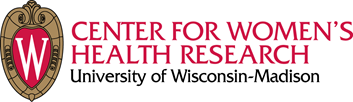 W
CENTER FOR WOMEN'S
HEALTH RESEARCH
University of Wisconsin-Madison